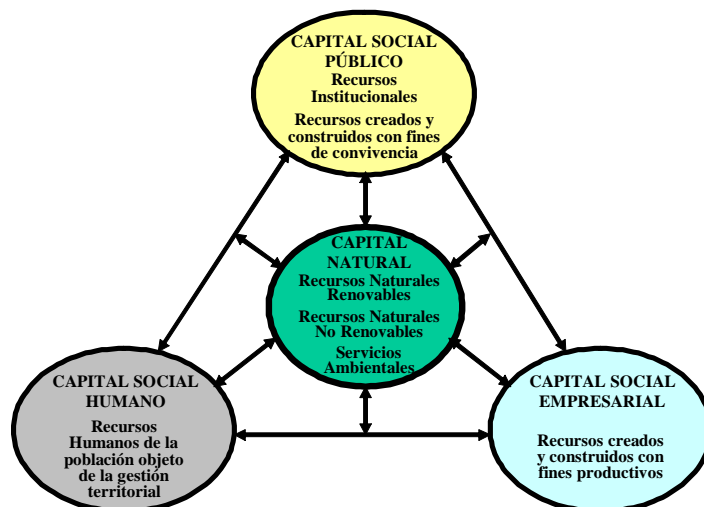 CAPITAL SOCIAL
PÚBLICO
Recursos
Institucionales
Recursos creados y
construidos con fines
de convivencia
CAPITAL
NATURAL
Recursos Naturales
Renovables
Recursos Naturales
No Renovables
Servicios
Ambientales
CAPITAL SOCIAL
HUMANO
Recursos
Humanos de la
población objeto
de la gestión
territorial
CAPITAL SOCIAL
EMPRESARIAL
Recursos creados
y construidos con
fines productivos